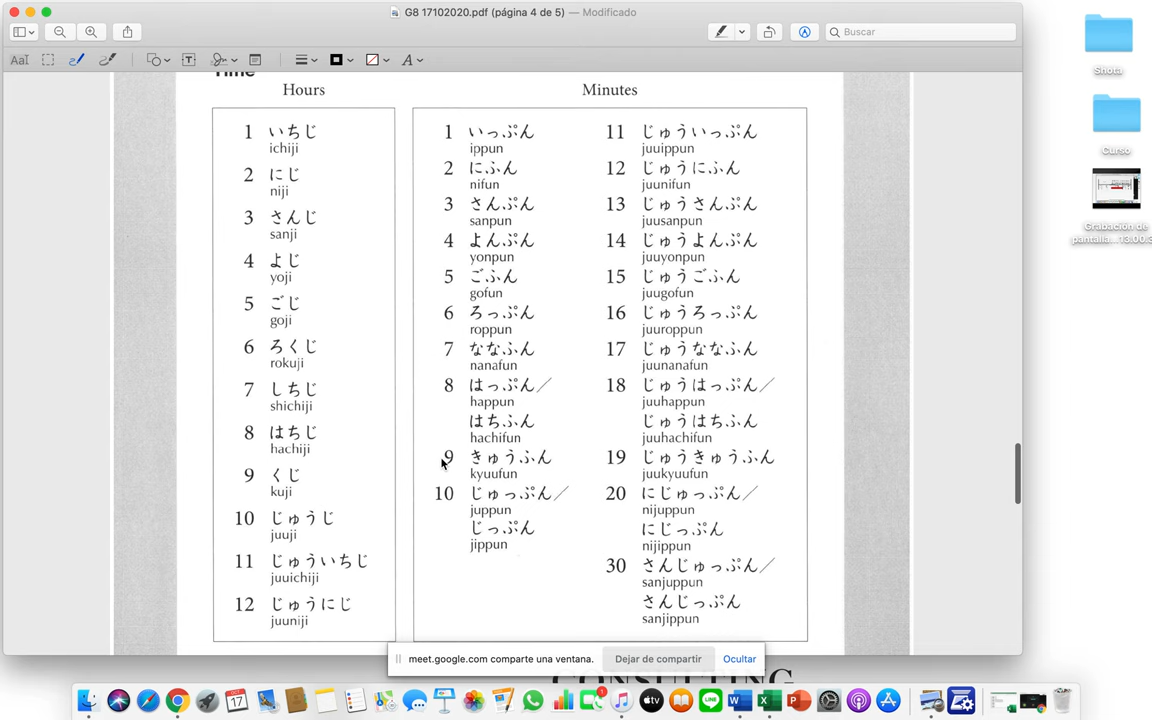 G8 17102020.pdf (página 4 de 5) — Modificado
Buscar
Time
Hours
Minutes
1 いちじ
ichiji
2 にじ
niji
3 さんじ
sanji
4 よじ
yoji
5 ごじ
goji
6 ろくじ
rokuji
7 しちじ
shichiji
8 はちじ
hachiji
9 くじ
kuji
10 じゅうじ
juuji
11 じゅういちじ
juuichiji
12 じゅうにじ
juuniji
1 いっぷん
ippun
2 にふん
nifun
3 さんぷん
sanpun
4 よんぷん
yonpun
5 ごふん
gofun
6 ろっぷん
roppun
7 ななふん
nanafun
8 はっぷん／
happun
はちふん
hachifun
9 きゅうふん
kyuufun
10 じゅっぷん／
juppun
じっぷん
jippun
11 じゅういっぷん
juuippun
12 じゅうにふん
juunifun
13 じゅうさんぷん
juusanpun
14 じゅうよんぷん
juuyonpun
15 じゅうごふん
juugofun
16 じゅうろっぷん
juuroppun
17 じゅうななふん
juunanafun
18 じゅうはっぷん／
juuhappun
じゅうはちふん
juuhachifun
19 じゅうきゅうふん
juukyuufun
20 にじゅっぷん／
nijuppun
にじっぷん
nijippun
30 さんじゅっぷん／
sanjuppun
さんじっぷん
sanjippun
Shota
Curso
Grabación de
pantalla...13:00:3
meet.google.com comparte una ventana.
Dejar de compartir
Ocultar
CONSULTING
OCT
17